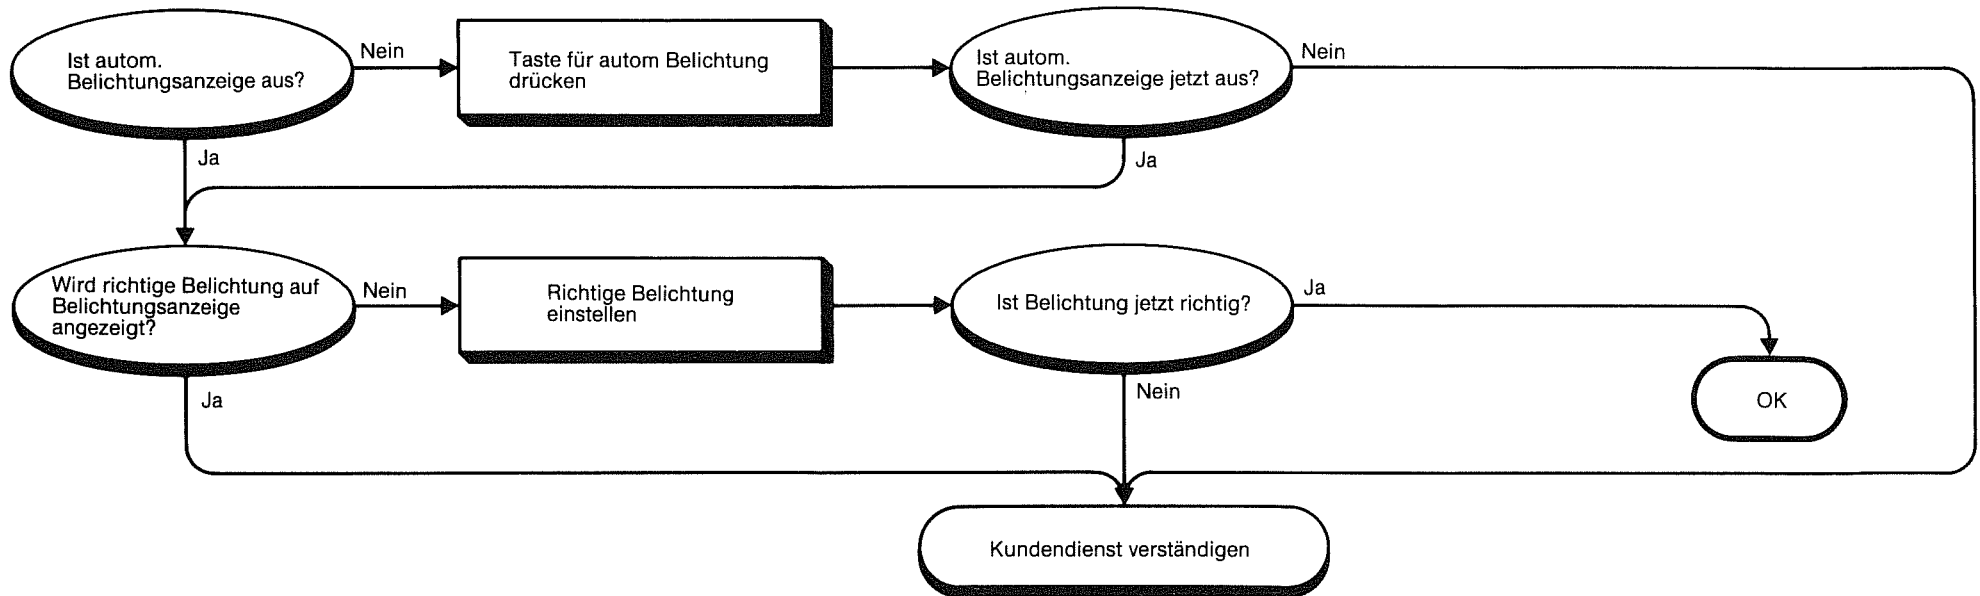 Ist autom.
Belichtungsanzeige aus?
Nein
Taste für autom Belichtung
drücken
Ist autom.
Belichtungsanzeige jetzt aus?
Nein
Ja
Ja
Wird richtige Belichtung auf
Belichtungsanzeige
angezeigt?
Nein
Richtige Belichtung
einstellen
Ist Belichtung jetzt richtig?
Ja
Ja
Nein
OK
Kundendienst verständigen